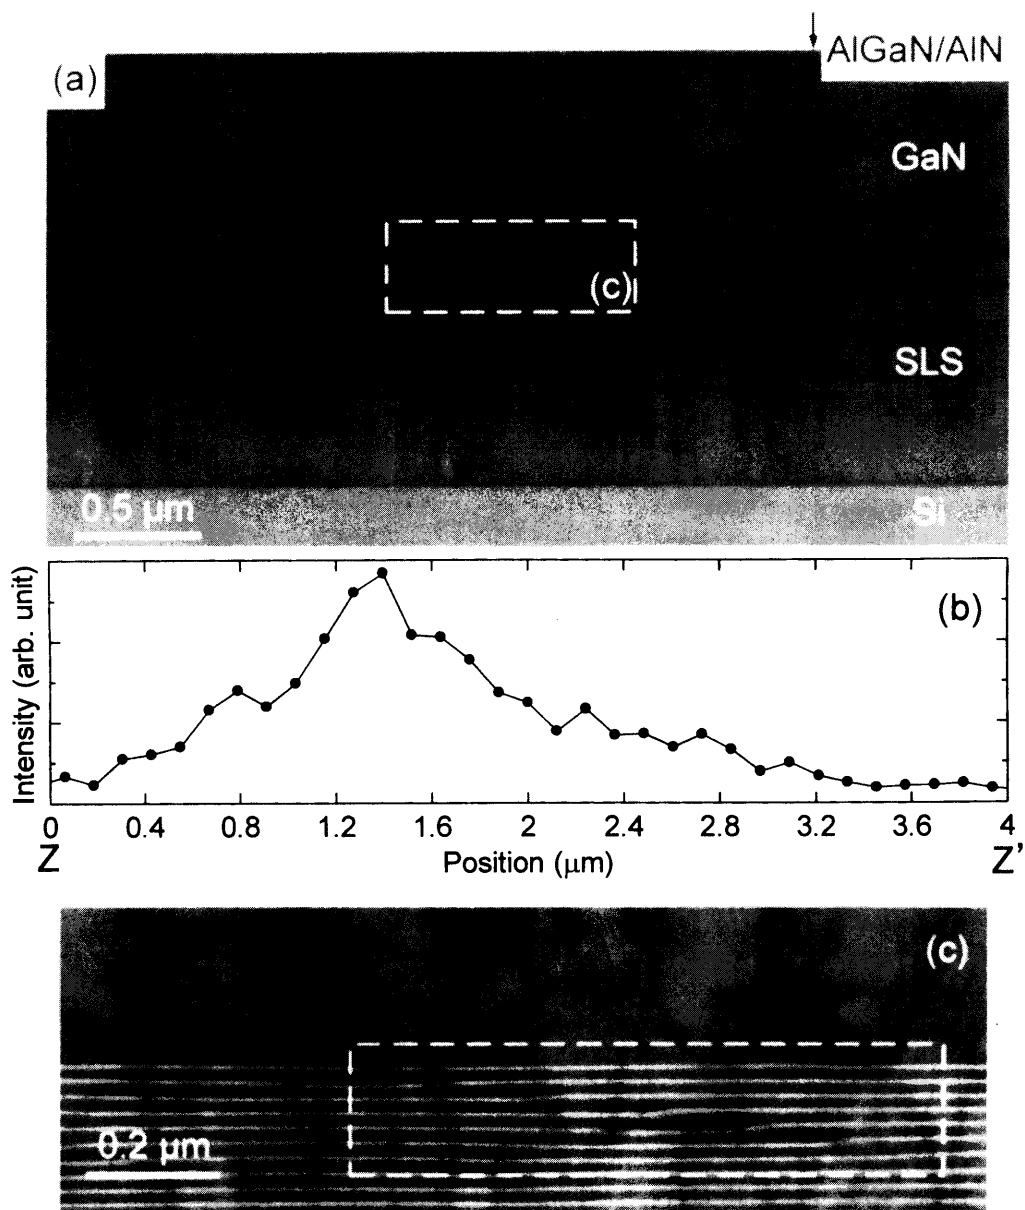 (a)
AlGaN/AlN
GaN
(c)
SLS
0.5 μm
Si
Intensity (arb. unit)
(b)
0 0.4 0.8 1.2 1.6 2 2.4 2.8 3.2 3.6 4
Z Position (μm) Z'
(c)
0.2 μm